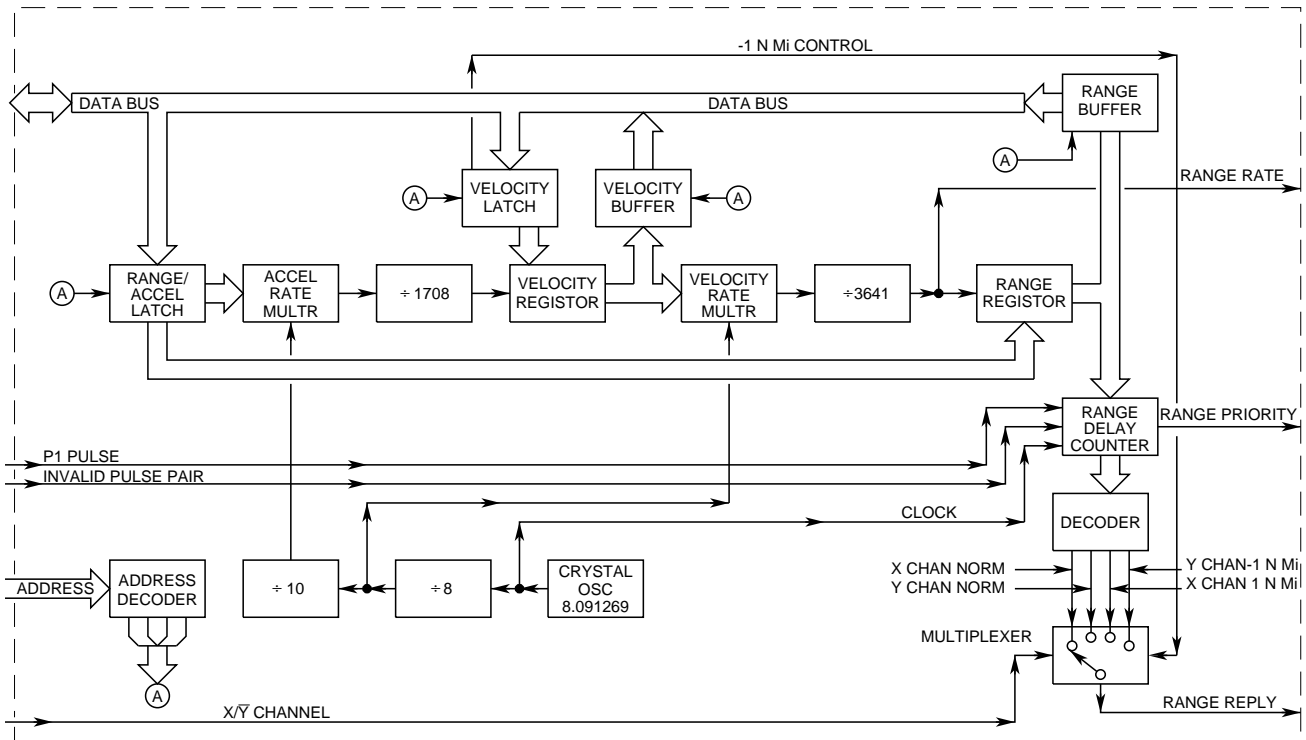 -1 N Mi CONTROL
DATA BUS
DATA BUS
RANGE
BUFFER
A
RANGE RATE
A
VELOCITY
LATCH
VELOCITY
BUFFER
A
A
RANGE/
ACCEL
LATCH
ACCEL
RATE
MULTR
÷ 1708
VELOCITY
REGISTOR
VELOCITY
RATE
MULTR
÷3641
RANGE
REGISTOR
RANGE
DELAY
COUNTER
RANGE PRIORITY
P1 PULSE
INVALID PULSE PAIR
CLOCK
DECODER
ADDRESS
ADDRESS
DECODER
÷ 10
÷ 8
CRYSTAL
OSC
8.091269
X CHAN NORM
Y CHAN NORM
Y CHAN-1 N Mi
X CHAN 1 N Mi
MULTIPLEXER
A
X/Y̅ CHANNEL
RANGE REPLY